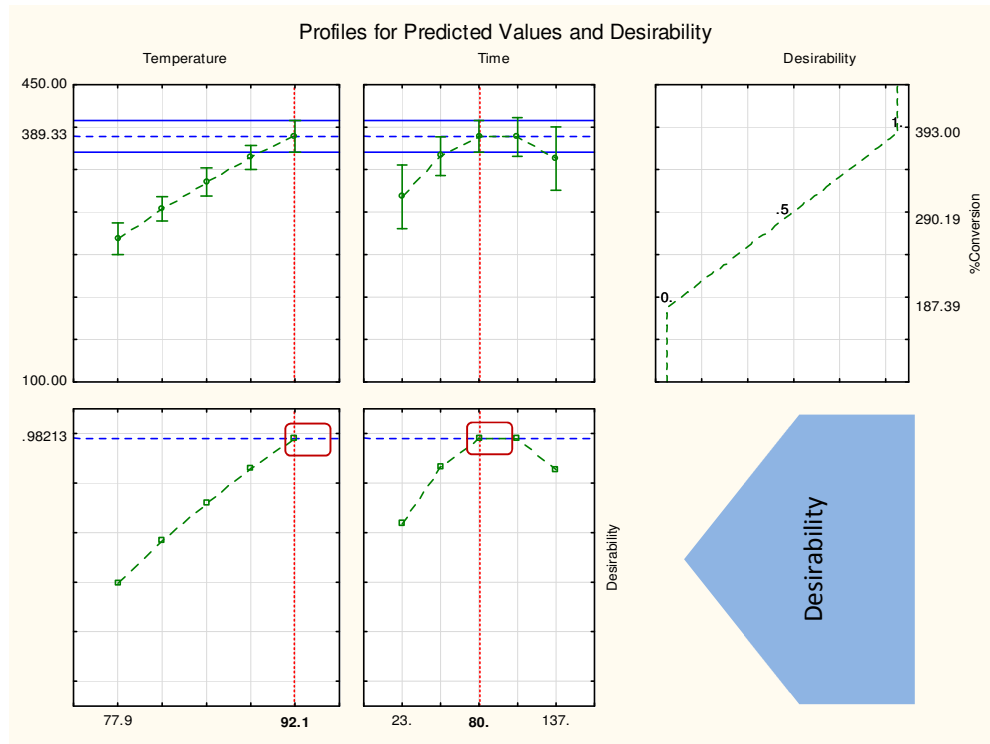 Profiles for Predicted Values and Desirability
Temperature
Time
Desirability
450.00
389.33
100.00
1.
.5
0.
393.00
290.19
187.39
%Conversion
.98213
Desirability
Desirability
77.9
92.1
23.
80.
137.